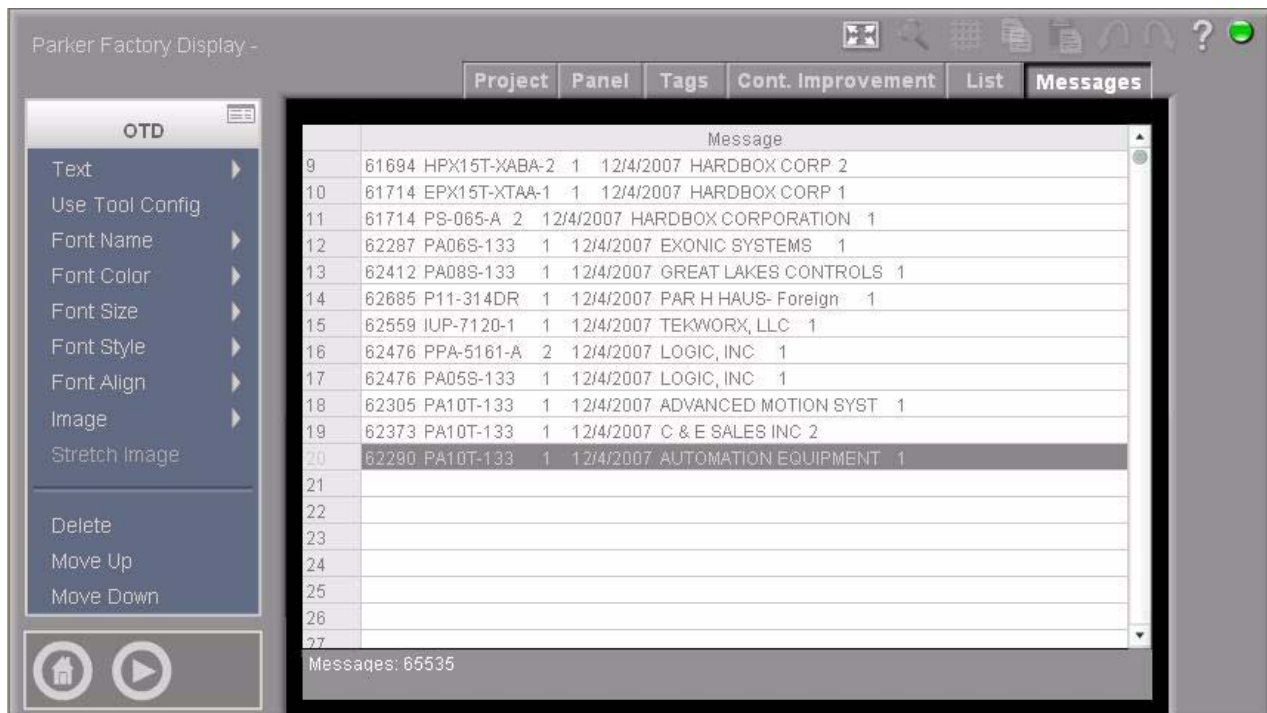 Parker Factory Display -
?
Project Panel Tags Cont. Improvement List Messages
OTD
Text
Use Tool Config
Font Name
Font Color
Font Size
Font Style
Font Align
Image
Stretch Image
Delete
Move Up
Move Down
Message
9 61694 HPX15T-XABA-2 1 12/4/2007 HARDBOX CORP 2
10 61714 EPX15T-XTAA-1 1 12/4/2007 HARDBOX CORP 1
11 61714 PS-065-A 2 12/4/2007 HARDBOX CORPORATION 1
12 62287 PA06S-133 1 12/4/2007 EXONIC SYSTEMS 1
13 62412 PA08S-133 1 12/4/2007 GREAT LAKES CONTROLS 1
14 62685 P11-314DR 1 12/4/2007 PAR H HAUS- Foreign 1
15 62559 IUP-7120-1 1 12/4/2007 TEKWORX, LLC 1
16 62476 PPA-5161-A 2 12/4/2007 LOGIC, INC 1
17 62476 PA05S-133 1 12/4/2007 LOGIC, INC 1
18 62305 PA10T-133 1 12/4/2007 ADVANCED MOTION SYST 1
19 62373 PA10T-133 1 12/4/2007 C & E SALES INC 2
20 62290 PA10T-133 1 12/4/2007 AUTOMATION EQUIPMENT 1
21
22
23
24
25
26
27
Messages: 65535